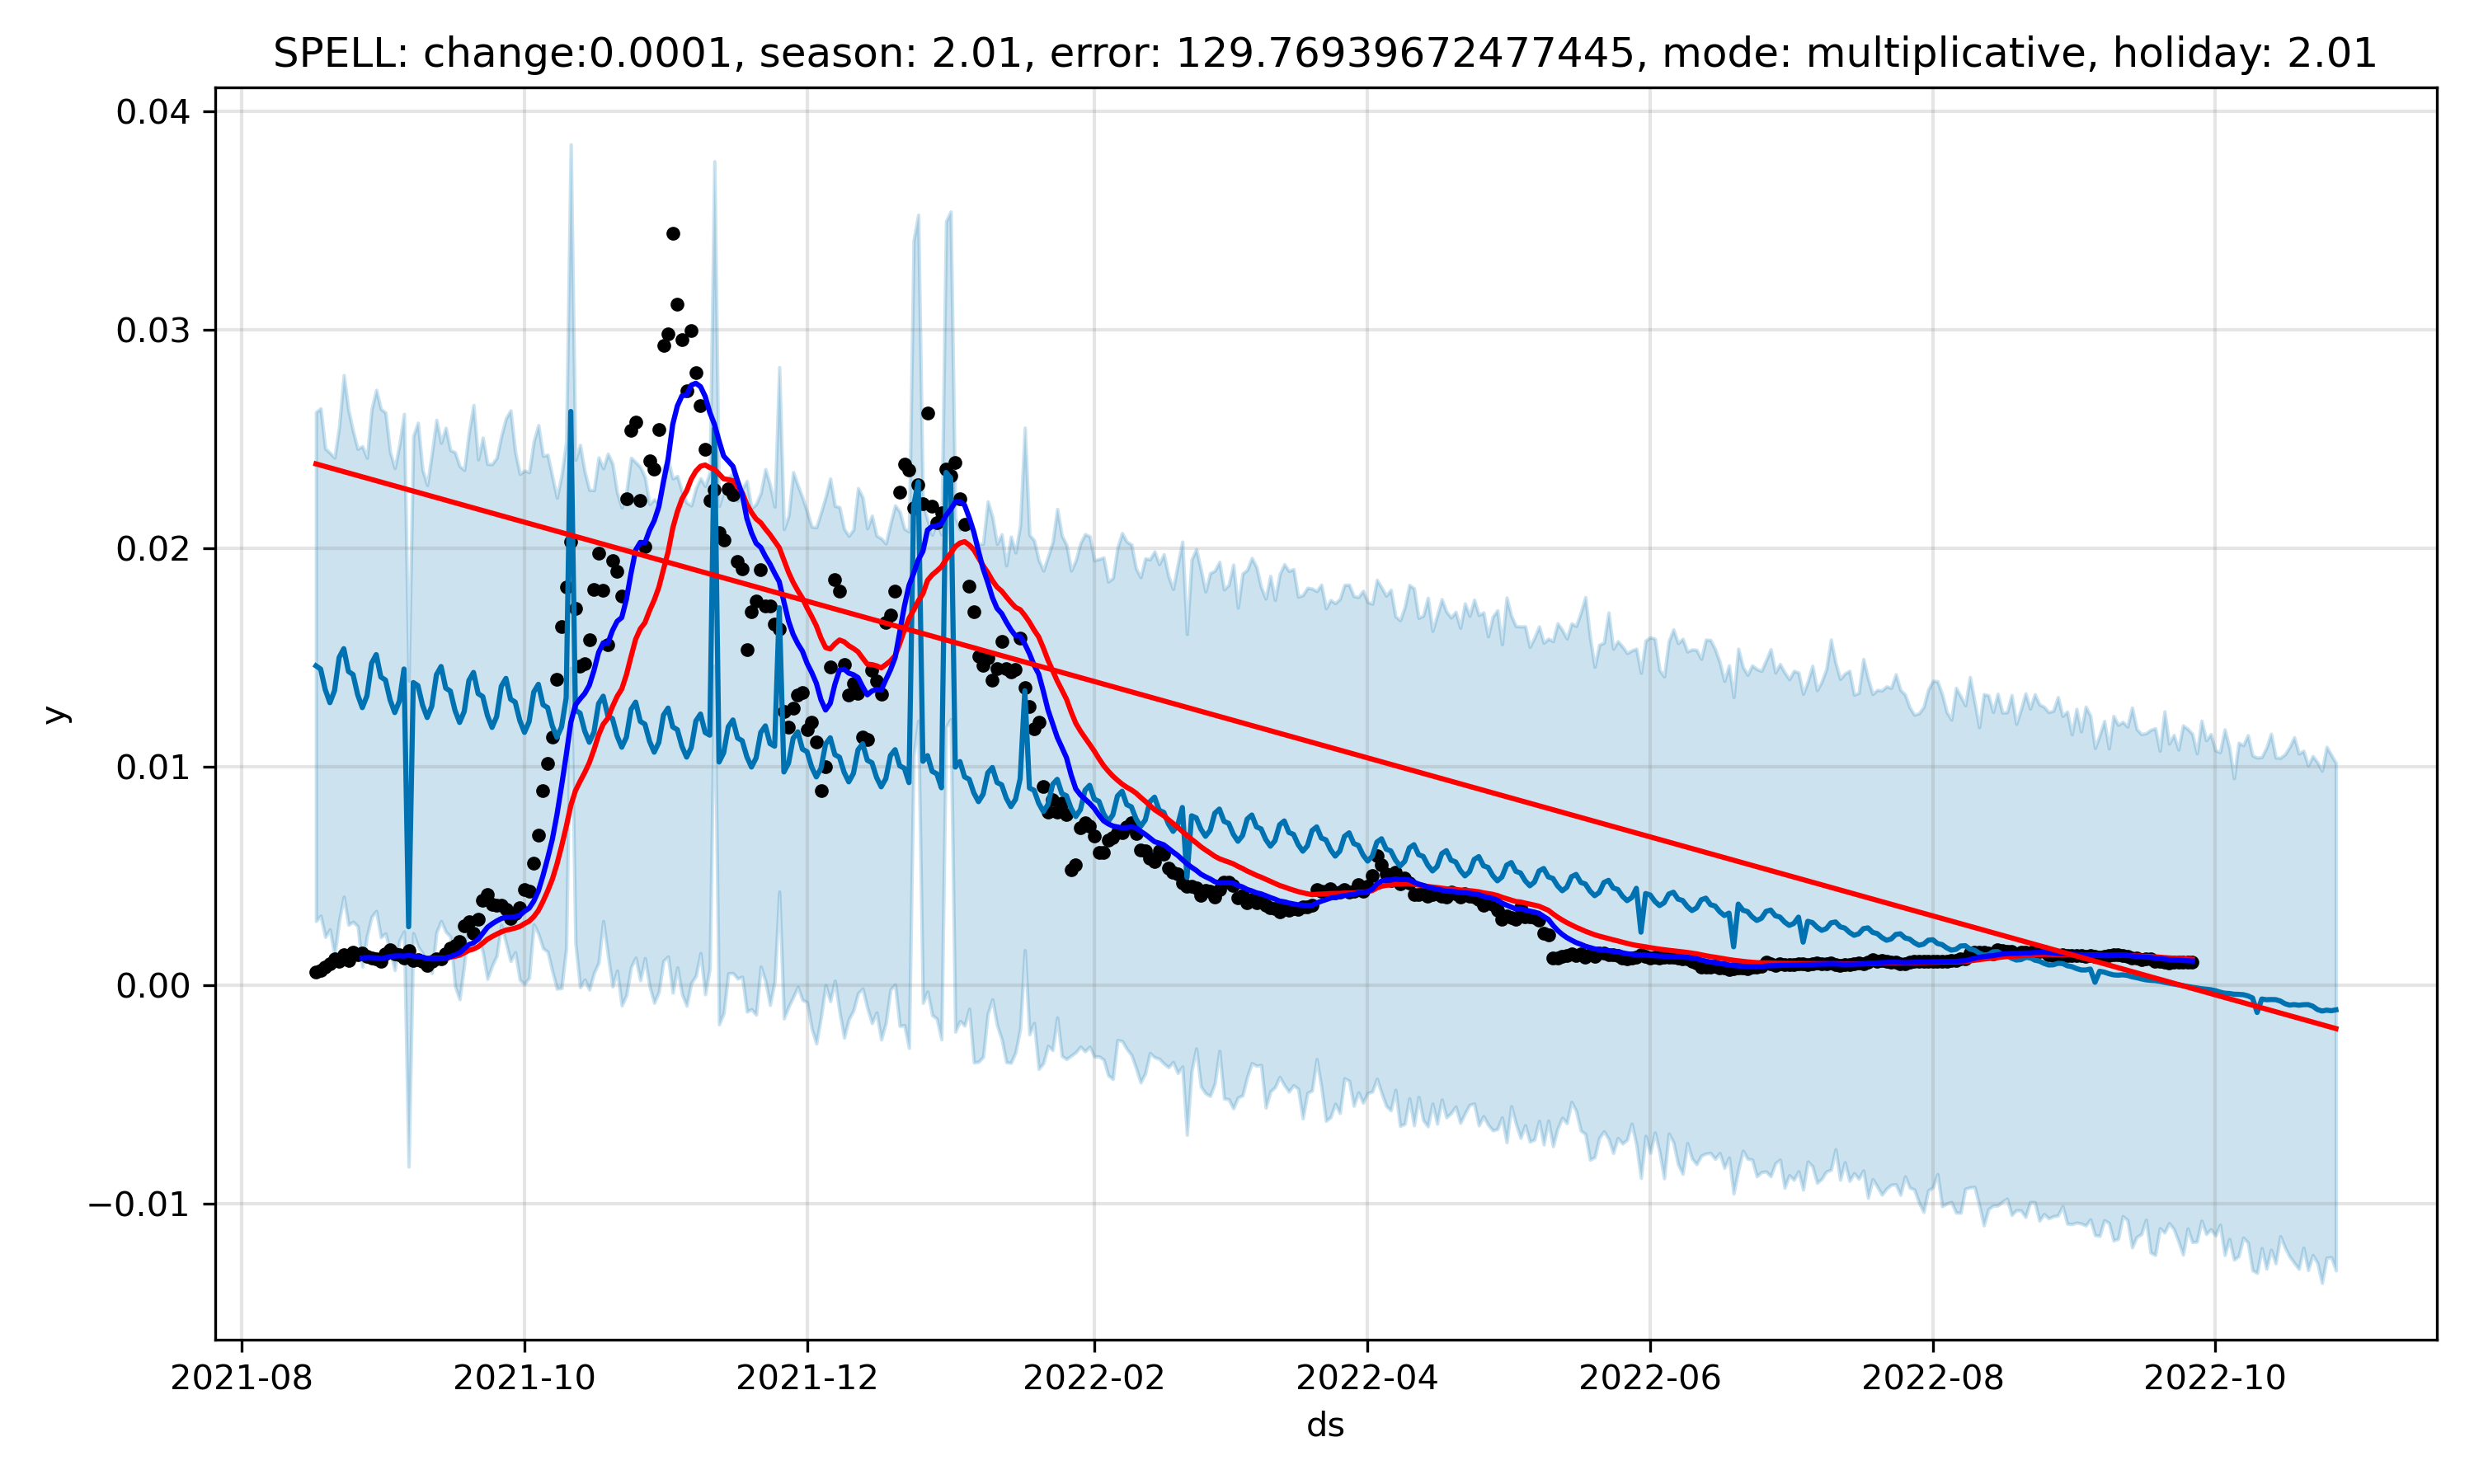 SPELL: change:0.0001, season: 2.01, error: 129.76939672477445, mode: multiplicative, holiday: 2.01
0.04
0.03
0.02
0.01
0.00
−0.01
y
2021-08 2021-10 2021-12 2022-02 2022-04 2022-06 2022-08 2022-10
ds